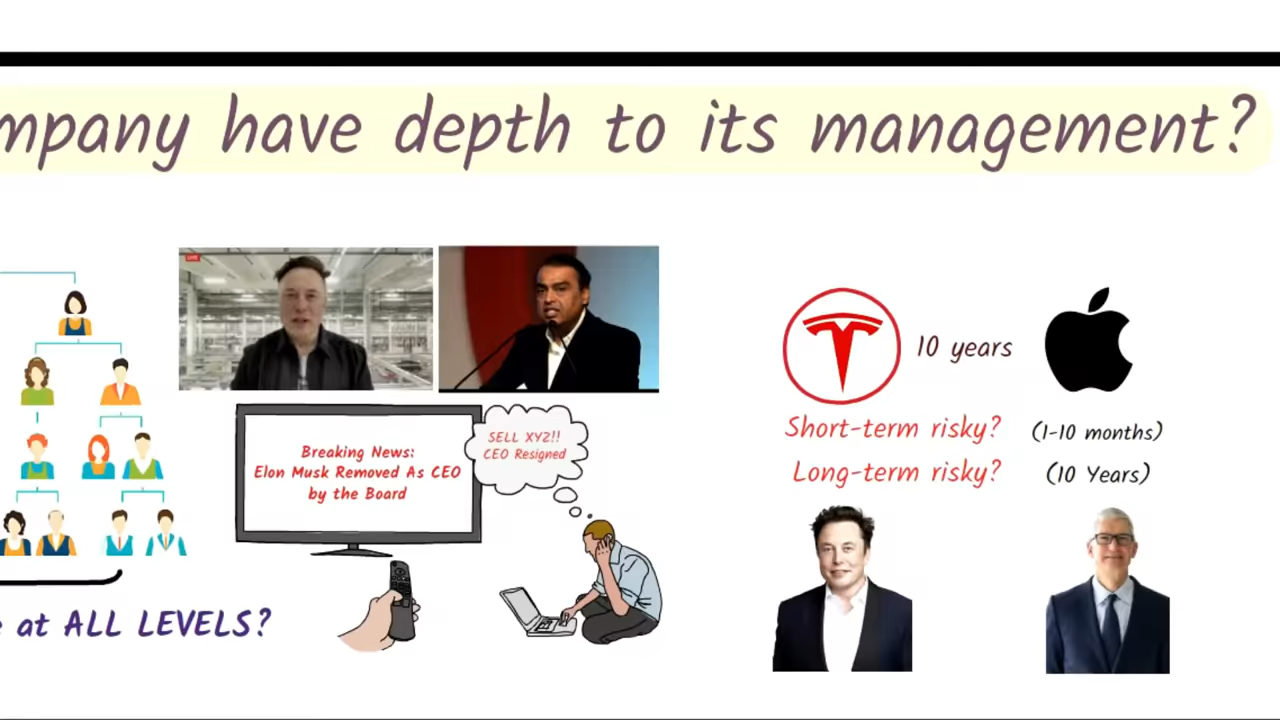 mpany have depth to its management?
LIVE
Breaking News:
Elon Musk Removed As CEO
by the Board
SELL XYZ!!
CEO Resigned
e at ALL LEVELS?
10 years
Short-term risky? (1-10 months)
Long-term risky? (10 Years)